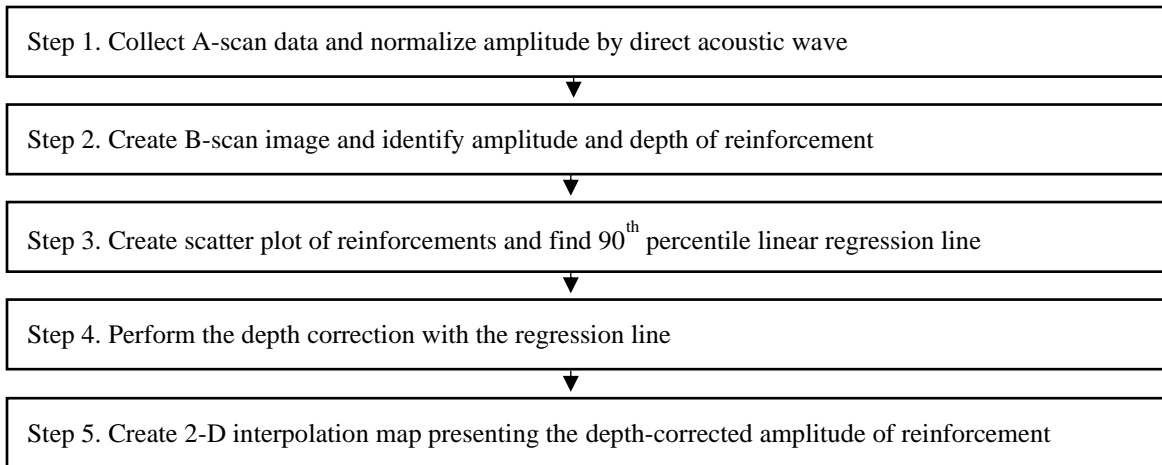 Step 1. Collect A-scan data and normalize amplitude by direct acoustic wave
Step 2. Create B-scan image and identify amplitude and depth of reinforcement
Step 3. Create scatter plot of reinforcements and find 90th percentile linear regression line
Step 4. Perform the depth correction with the regression line
Step 5. Create 2-D interpolation map presenting the depth-corrected amplitude of reinforcement